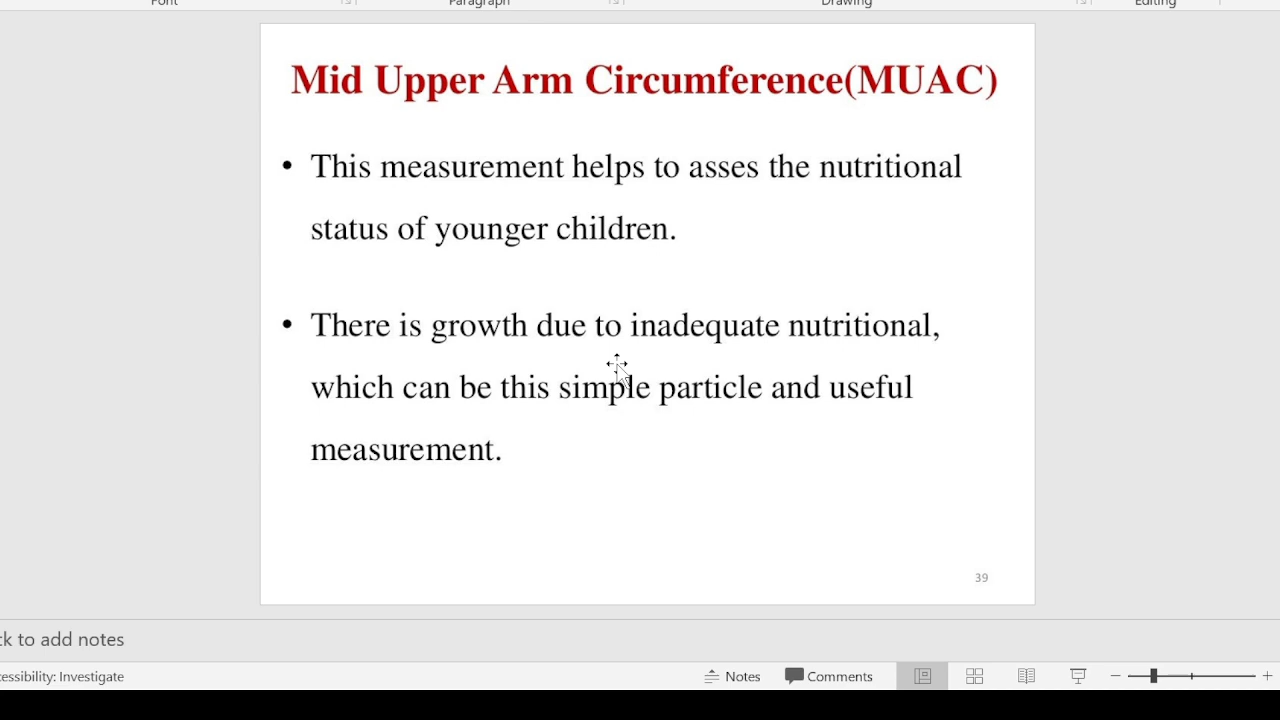 Font Paragraph Drawing Editing
Mid Upper Arm Circumference(MUAC)
• This measurement helps to asses the nutritional
status of younger children.
• There is growth due to inadequate nutritional,
which can be this simple particle and useful
measurement.
39
ck to add notes
cessibility: Investigate Notes Comments